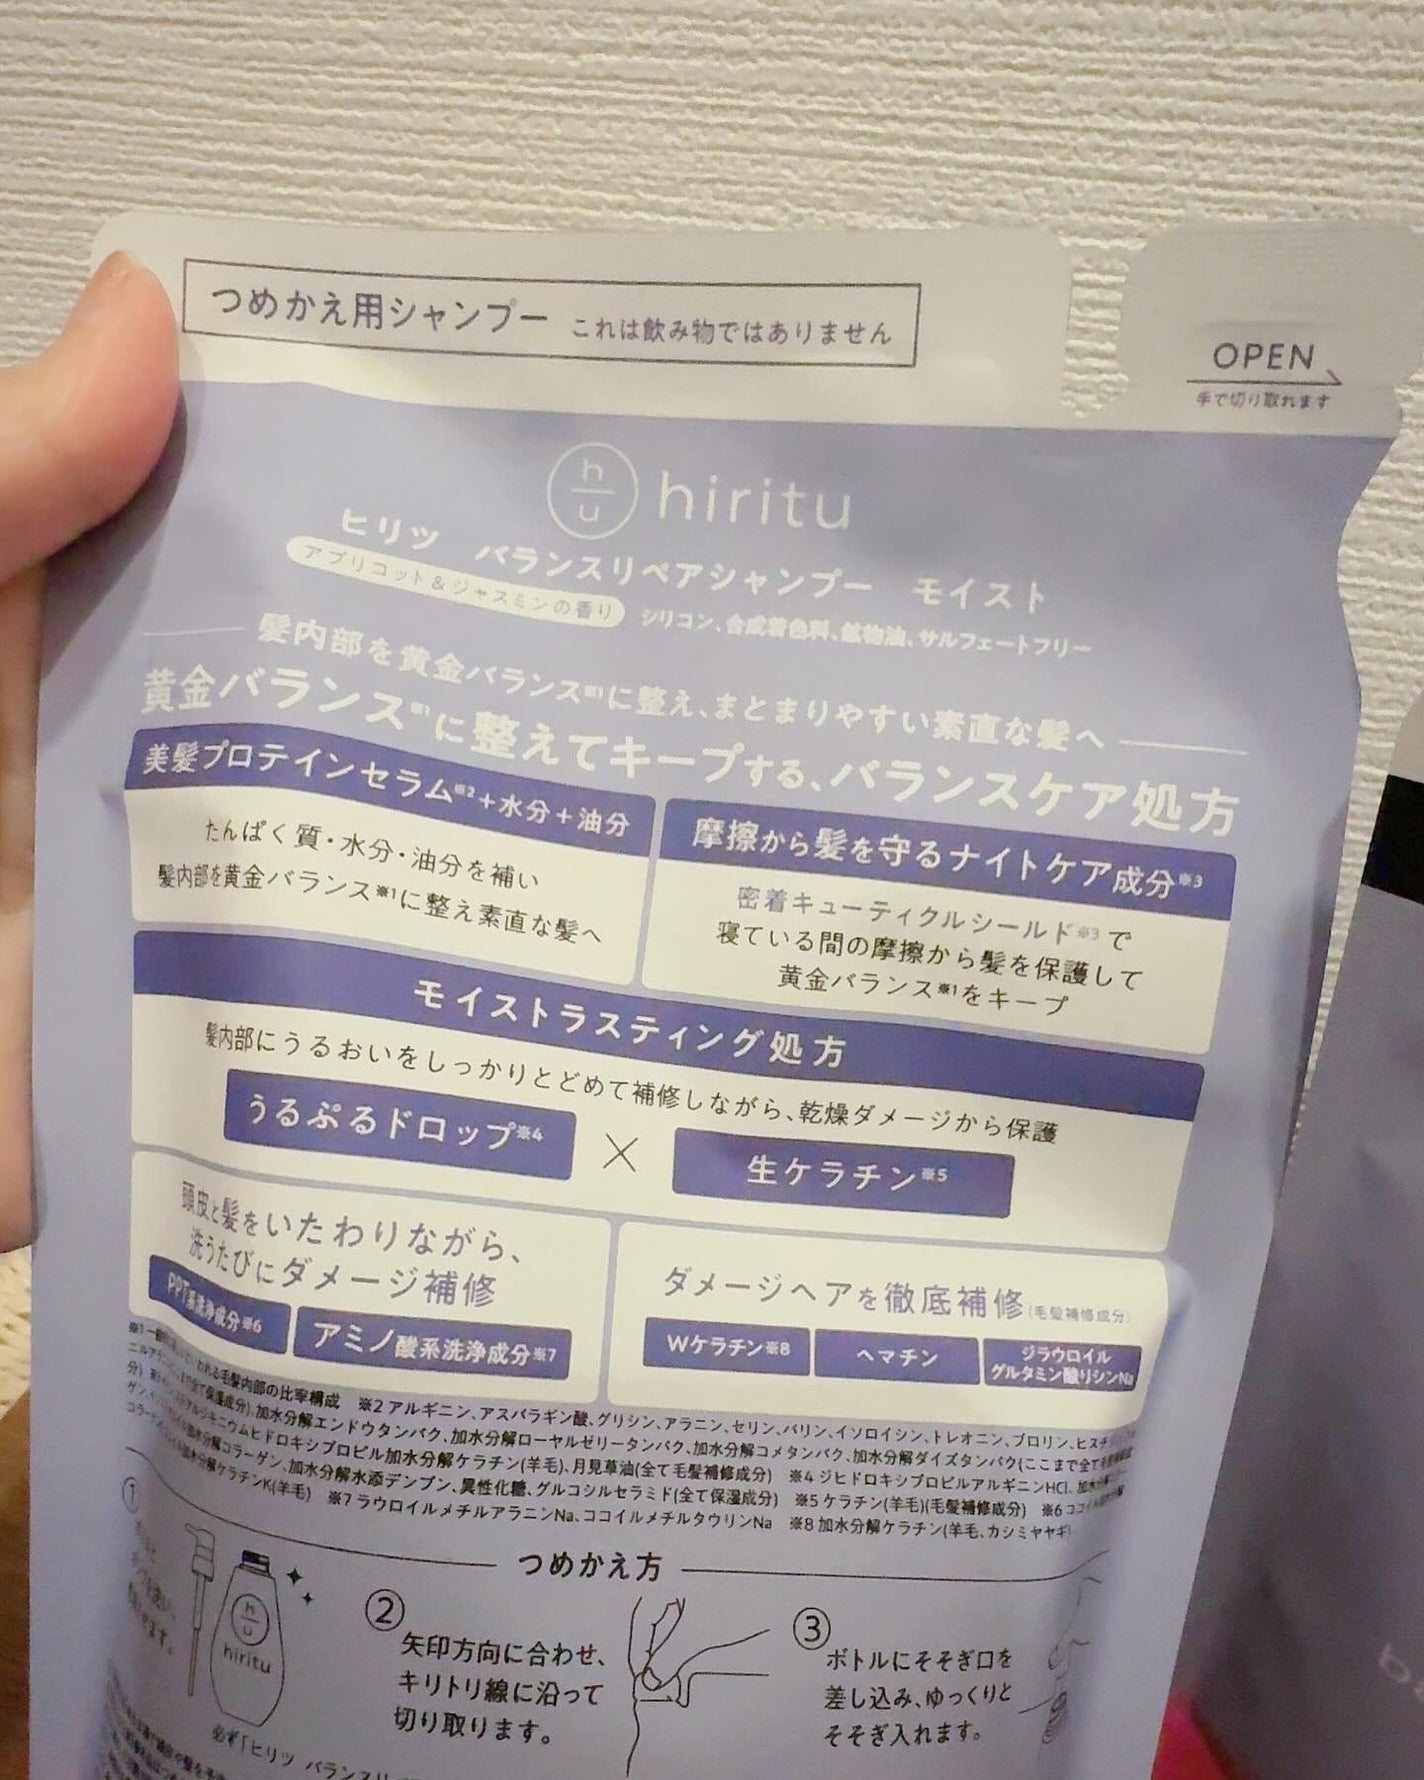 つめかえ用シャンプー これは飲み物ではありません
OPEN
手で切り取れます
h
u
hiritu
ヒリツ バランスリペアシャンプー モイスト
アプリコット&ジャスミンの香り シリコン、合成着色料、鉱物油、サルフェートフリー
髪内部を黄金バランス※1に整え、まとまりやすい素直な髪へ
黄金バランス※1に整えてキープする、バランスケア処方
美髪プロテインセラム※2+水分+油分
たんぱく質・水分・油分を補い
髪内部を黄金バランス※1に整え素直な髪へ
摩擦から髪を守るナイトケア成分※3
密着キューティクルシールド※3で
寝ている間の摩擦から髪を保護して
黄金バランス※1をキープ
モイストラスティング処方
髪内部にうるおいをしっかりとどめて補修しながら、乾燥ダメージから保護
うるぷるドロップ※4 × 生ケラチン※5
頭皮と髪をいたわりながら、
洗うたびにダメージ補修
PPT系洗浄成分※6 アミノ酸系洗浄成分※7
ダメージヘアを徹底補修(毛髪補修成分)
Wケラチン※8 ヘマチン ジラウロイル
グルタミン酸リシンNa
われる毛髪内部の比率構成 ※2 アルギニン、アスパラギン酸、グリシン、アラニン、セリン、バリン、イソロイシン、トレオニン、プロリン、ヒスチ
全て保湿成分)、加水分解エンドウタンパク、加水分解ローヤルゼリータンパク、加水分解コメタンパク、加水分解ダイズタンパク(ここまで全て
ヒドロキシプロピル加水分解ケラチン(羊毛)、月見草油(全て毛髪補修成分) ※4 ジヒドロキシプロピルアルギニンHCl、
加水分解コラーゲン、加水分解水添デンプン、異性化糖、グルコシルセラミド(全て保湿成分) ※5 ケラチン(羊毛)(毛髪補修成分) ※6
ケラチンK(羊毛) ※7 ラウロイルメチルアラニンNa、ココイルメチルタウリンNa ※8 加水分解ケラチン(羊毛、カシミヤヤギ)
つめかえ方
①
h
u
hiritu
必ず「ヒリツ
②
矢印方向に合わせ、
キリトリ線に沿って
切り取ります。
③
ボトルにそそぎ口を
差し込み、ゆっくりと
そそぎ入れます。